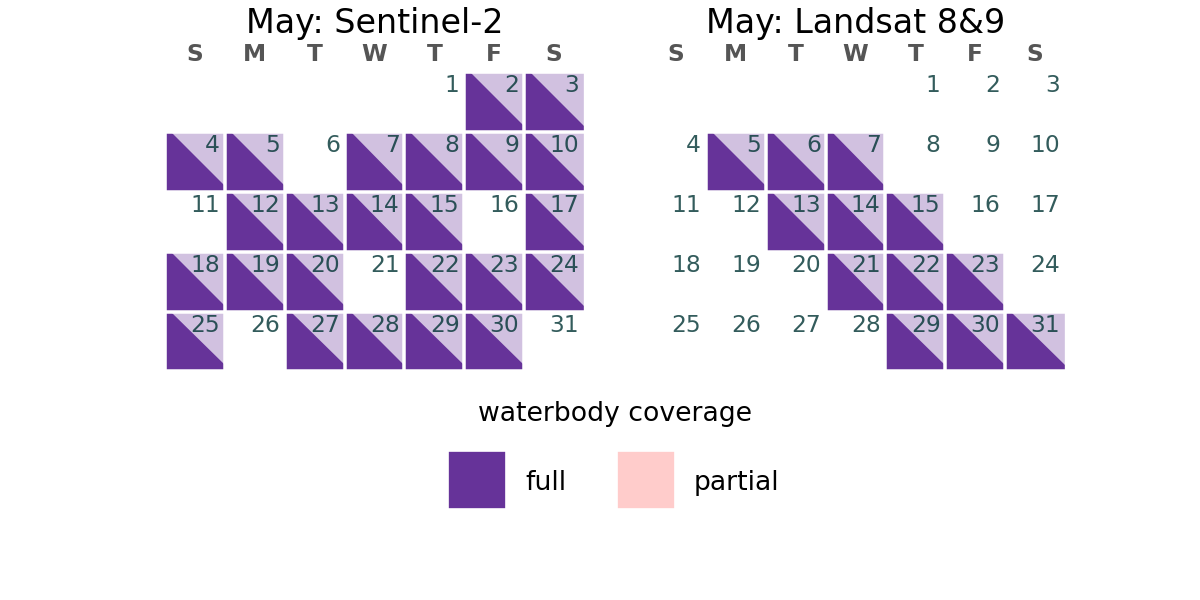 May: Sentinel-2
S M T W T F S
1 2 3
4 5 6 7 8 9 10
11 12 13 14 15 16 17
18 19 20 21 22 23 24
25 26 27 28 29 30 31
May: Landsat 8&9
S M T W T F S
1 2 3
4 5 6 7 8 9 10
11 12 13 14 15 16 17
18 19 20 21 22 23 24
25 26 27 28 29 30 31
waterbody coverage
full
partial